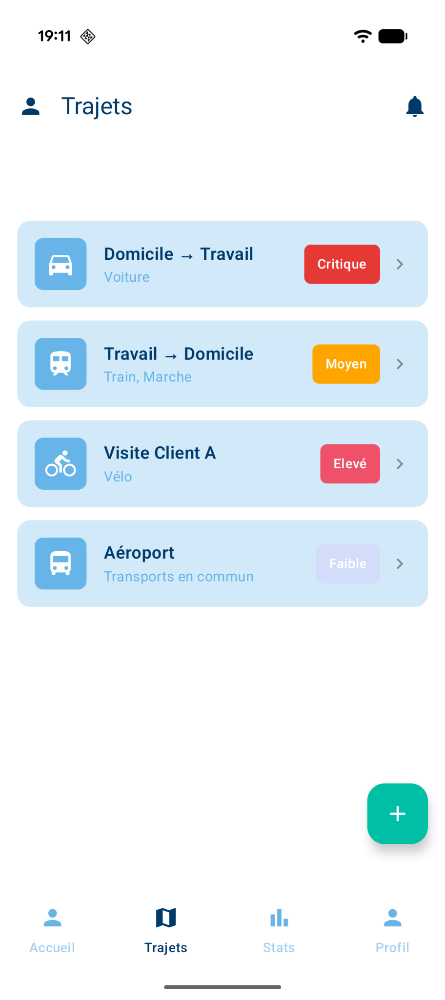 19:11
Trajets
Domicile → Travail
Voiture
Critique
Travail → Domicile
Train, Marche
Moyen
Visite Client A
Vélo
Elevé
Aéroport
Transports en commun
Faible
+
Accueil
Trajets
Stats
Profil